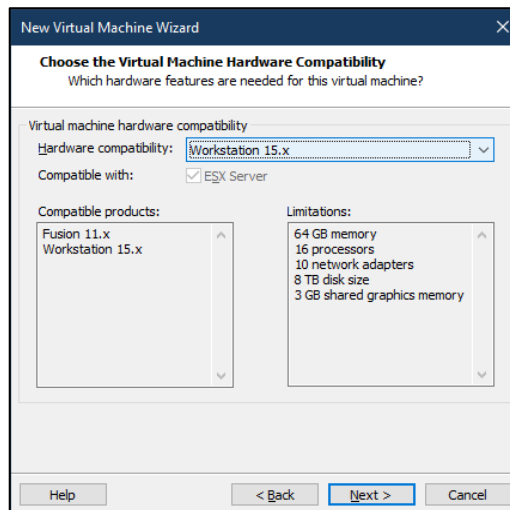 New Virtual Machine Wizard
Choose the Virtual Machine Hardware Compatibility
Which hardware features are needed for this virtual machine?
Virtual machine hardware compatibility
Hardware compatibility: Workstation 15.x
Compatible with: ESX Server
Compatible products:
Fusion 11.x
Workstation 15.x
Limitations:
64 GB memory
16 processors
10 network adapters
8 TB disk size
3 GB shared graphics memory
Help < Back Next > Cancel